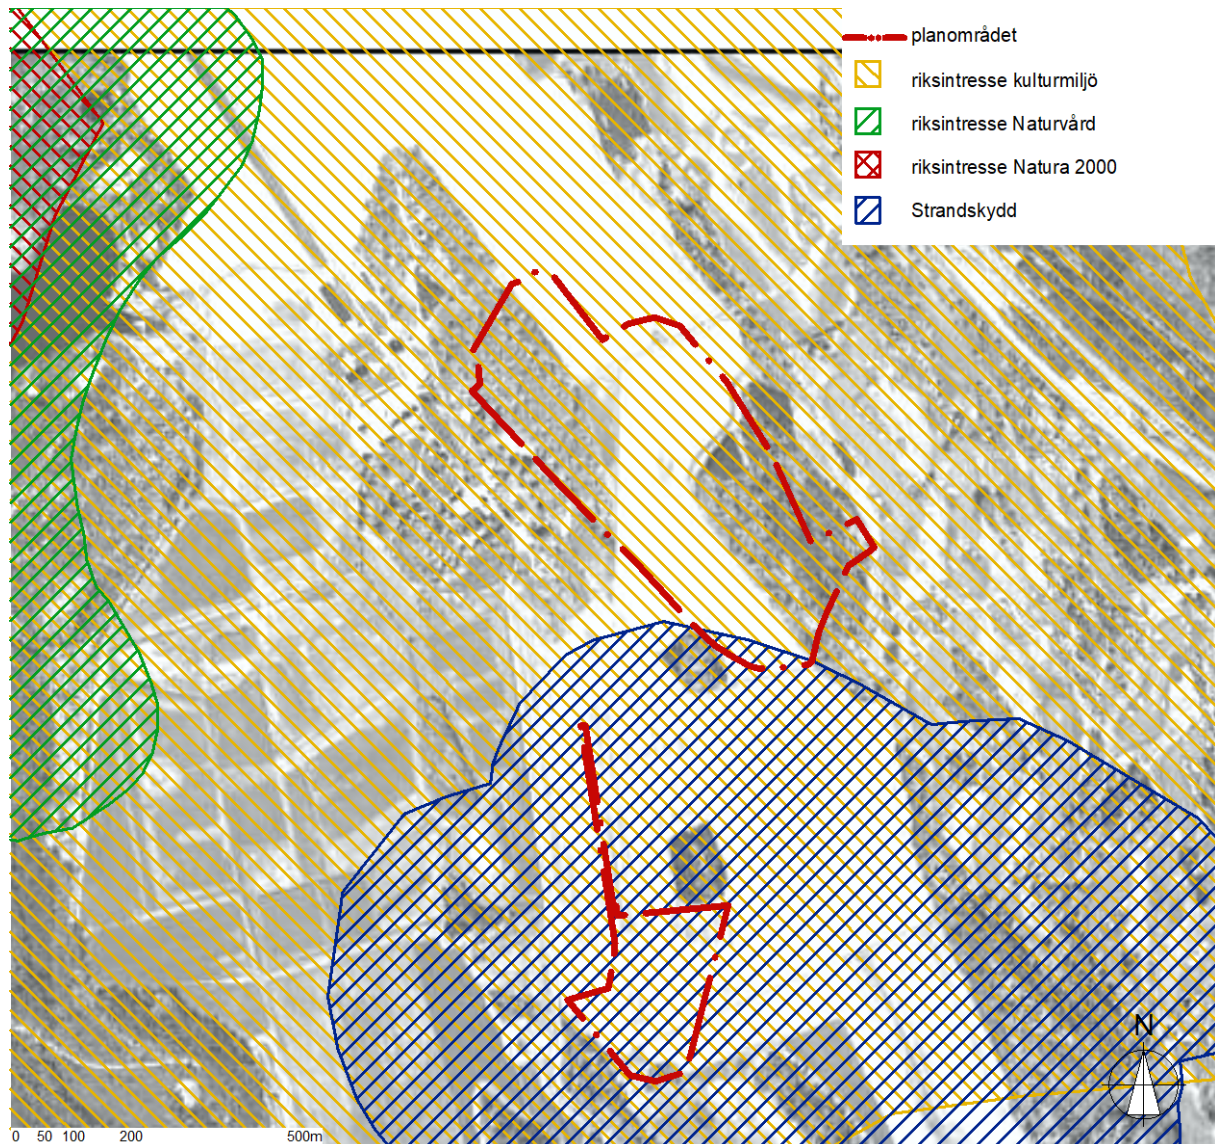 planområdet
riksintresse kulturmiljö
riksintresse Naturvård
riksintresse Natura 2000
Strandskydd
N
0 50 100 200 500m